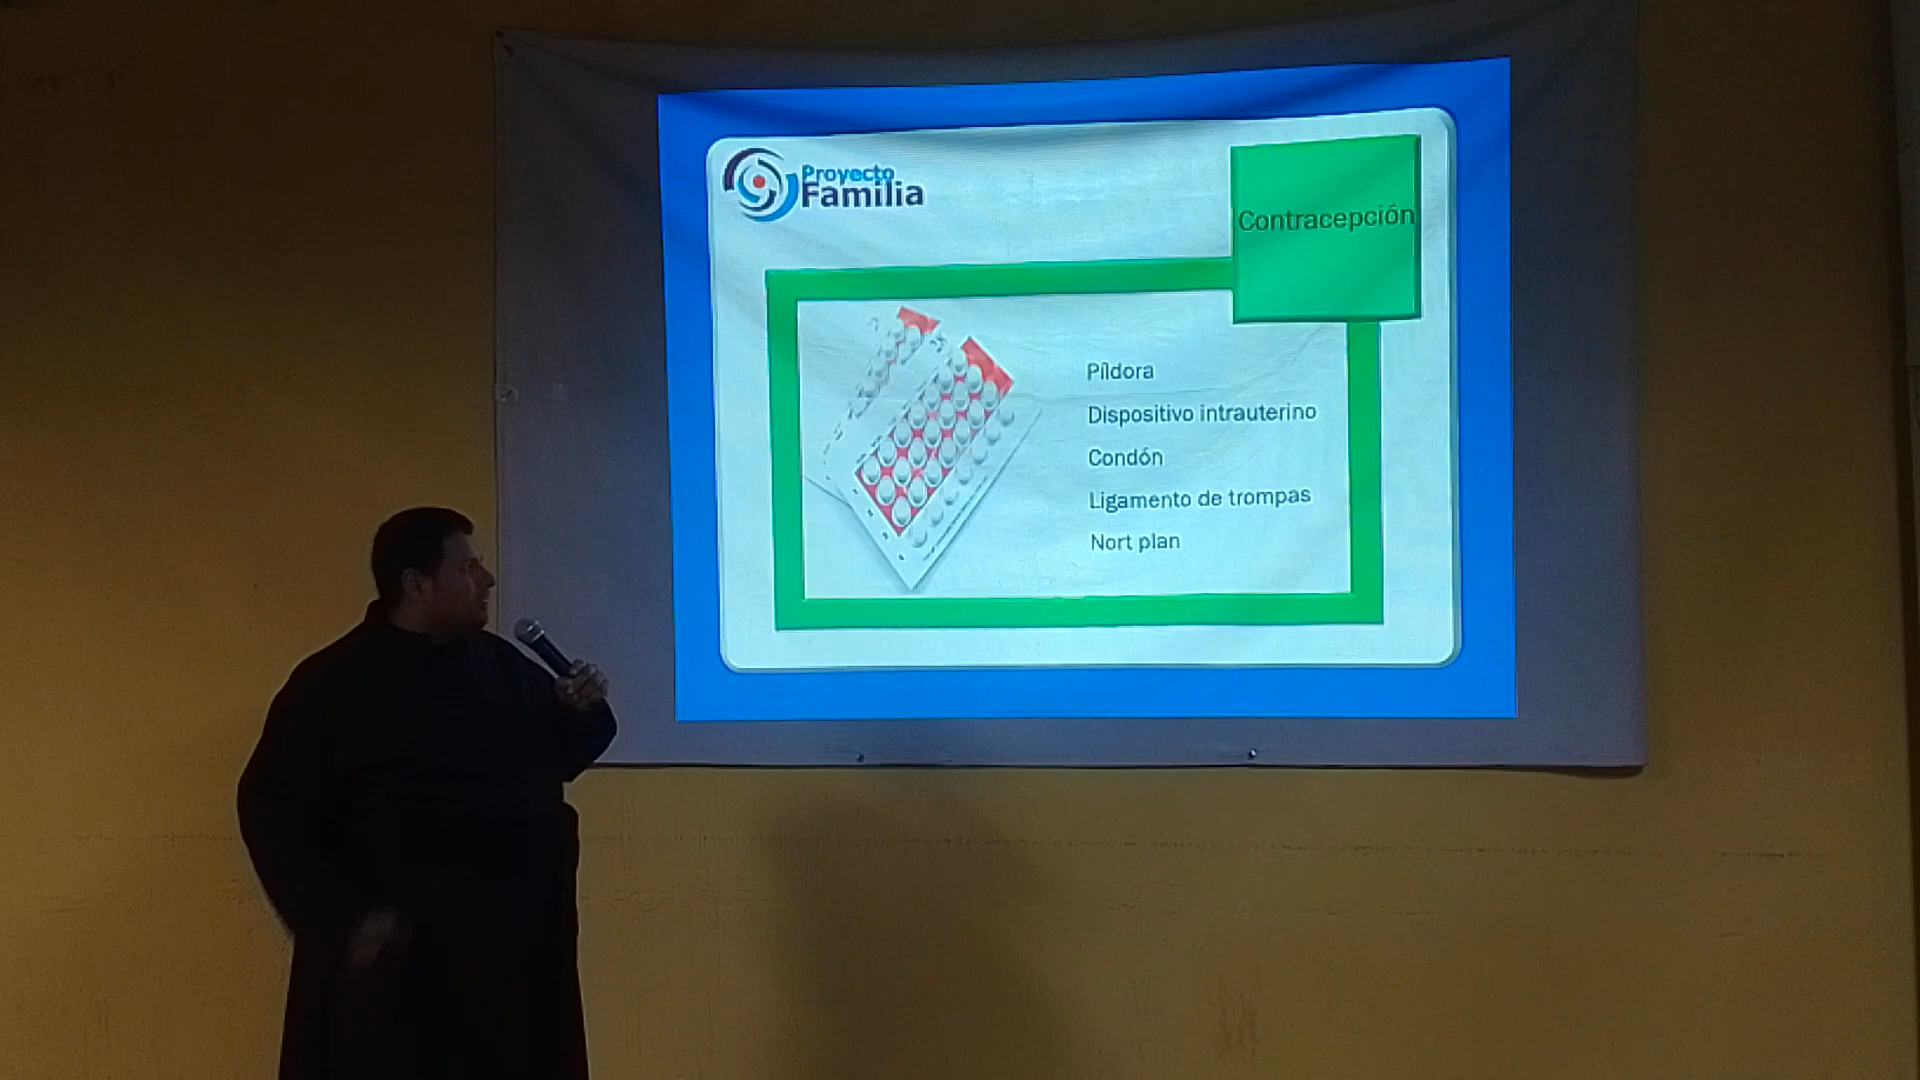 Proyecto
Familia
Contracepción
Píldora
Dispositivo intrauterino
Condón
Ligamento de trompas
Nort plan